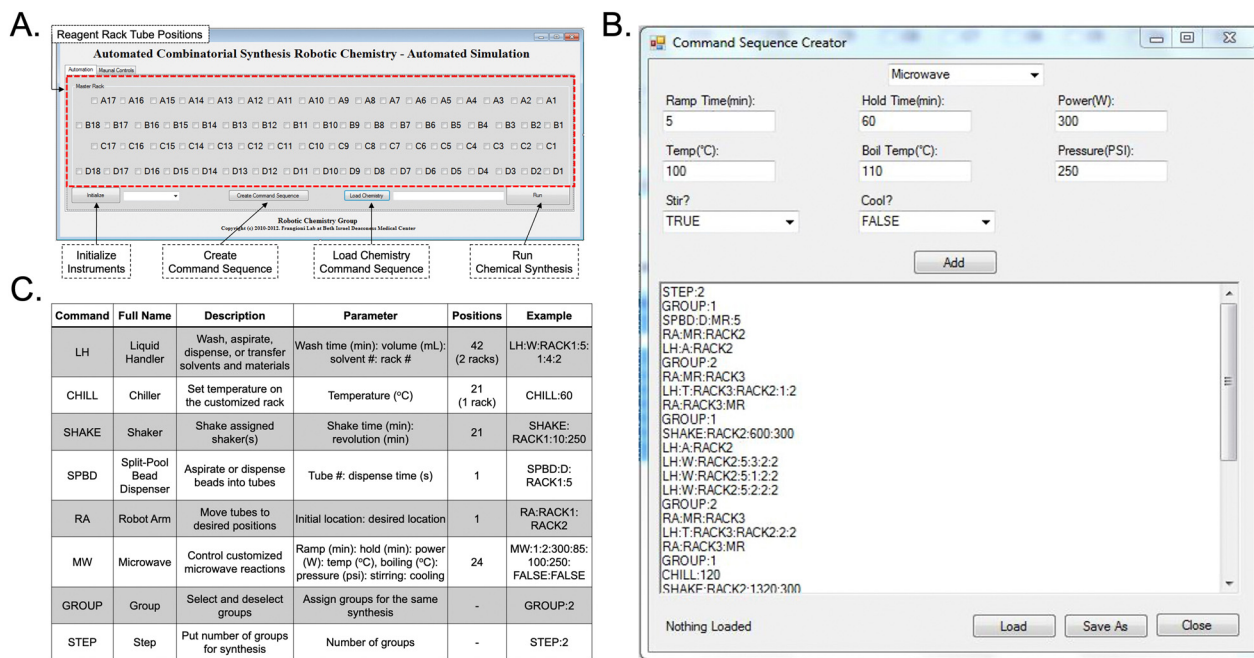 A.
Reagent Rack Tube Positions
Automated Combinatorial Synthesis Robotic Chemistry - Automated Simulation
Automation Maunal Controls
Master Rack
A17 A16 A15 A14 A13 A12 A11 A10 A9 A8 A7 A6 A5 A4 A3 A2 A1
B18 B17 B16 B15 B14 B13 B12 B11 B10 B9 B8 B7 B6 B5 B4 B3 B2 B1
C17 C16 C15 C14 C13 C12 C11 C10 C9 C8 C7 C6 C5 C4 C3 C2 C1
D18 D17 D16 D15 D14 D13 D12 D11 D10 D9 D8 D7 D6 D5 D4 D3 D2 D1
Initialize Create Command Sequence Load Chemistry Run
Robotic Chemistry Group
Copyright (c) 2010-2012. Frangioni Lab at Beth Israel Deaconess Medical Center
Initialize Instruments
Create Command Sequence
Load Chemistry Command Sequence
Run Chemical Synthesis
B.
Command Sequence Creator
Microwave
Ramp Time(min): Hold Time(min): Power(W):
5 60 300
Temp(°C): Boil Temp(°C): Pressure(PSI):
100 110 250
Stir? Cool?
TRUE FALSE
Add
STEP:2
GROUP:1
SPBD:D:MR:5
RA:MR:RACK2
LH:A:RACK2
GROUP:2
RA:MR:RACK3
LH:T:RACK3:RACK2:1:2
RA:RACK3:MR
GROUP:1
SHAKE:RACK2:600:300
LH:A:RACK2
LH:W:RACK2:5:3:2:2
LH:W:RACK2:5:1:2:2
LH:W:RACK2:5:2:2:2
GROUP:2
RA:MR:RACK3
LH:T:RACK3:RACK2:2:2
RA:RACK3:MR
GROUP:1
CHILL:120
SHAKE:RACK2:1320:300
Nothing Loaded Load Save As Close
C.
Command Full Name Description Parameter Positions Example
LH Liquid Handler Wash, aspirate, dispense, or transfer solvents and materials Wash time (min): volume (mL): solvent #: rack # 42 (2 racks) LH:W:RACK1:5:1:4:2
CHILL Chiller Set temperature on the customized rack Temperature (°C) 21 (1 rack) CHILL:60
SHAKE Shaker Shake assigned shaker(s) Shake time (min): revolution (min) 21 SHAKE:RACK1:10:250
SPBD Split-Pool Bead Dispenser Aspirate or dispense beads into tubes Tube #: dispense time (s) 1 SPBD:D:RACK1:5
RA Robot Arm Move tubes to desired positions Initial location: desired location 1 RA:RACK1:RACK2
MW Microwave Control customized microwave reactions Ramp (min): hold (min): power (W): temp (°C), boiling (°C): pressure (psi): stirring: cooling 24 MW:1:2:300:85:100:250:FALSE:FALSE
GROUP Group Select and deselect groups Assign groups for the same synthesis - GROUP:2
STEP Step Put number of groups for synthesis Number of groups - STEP:2